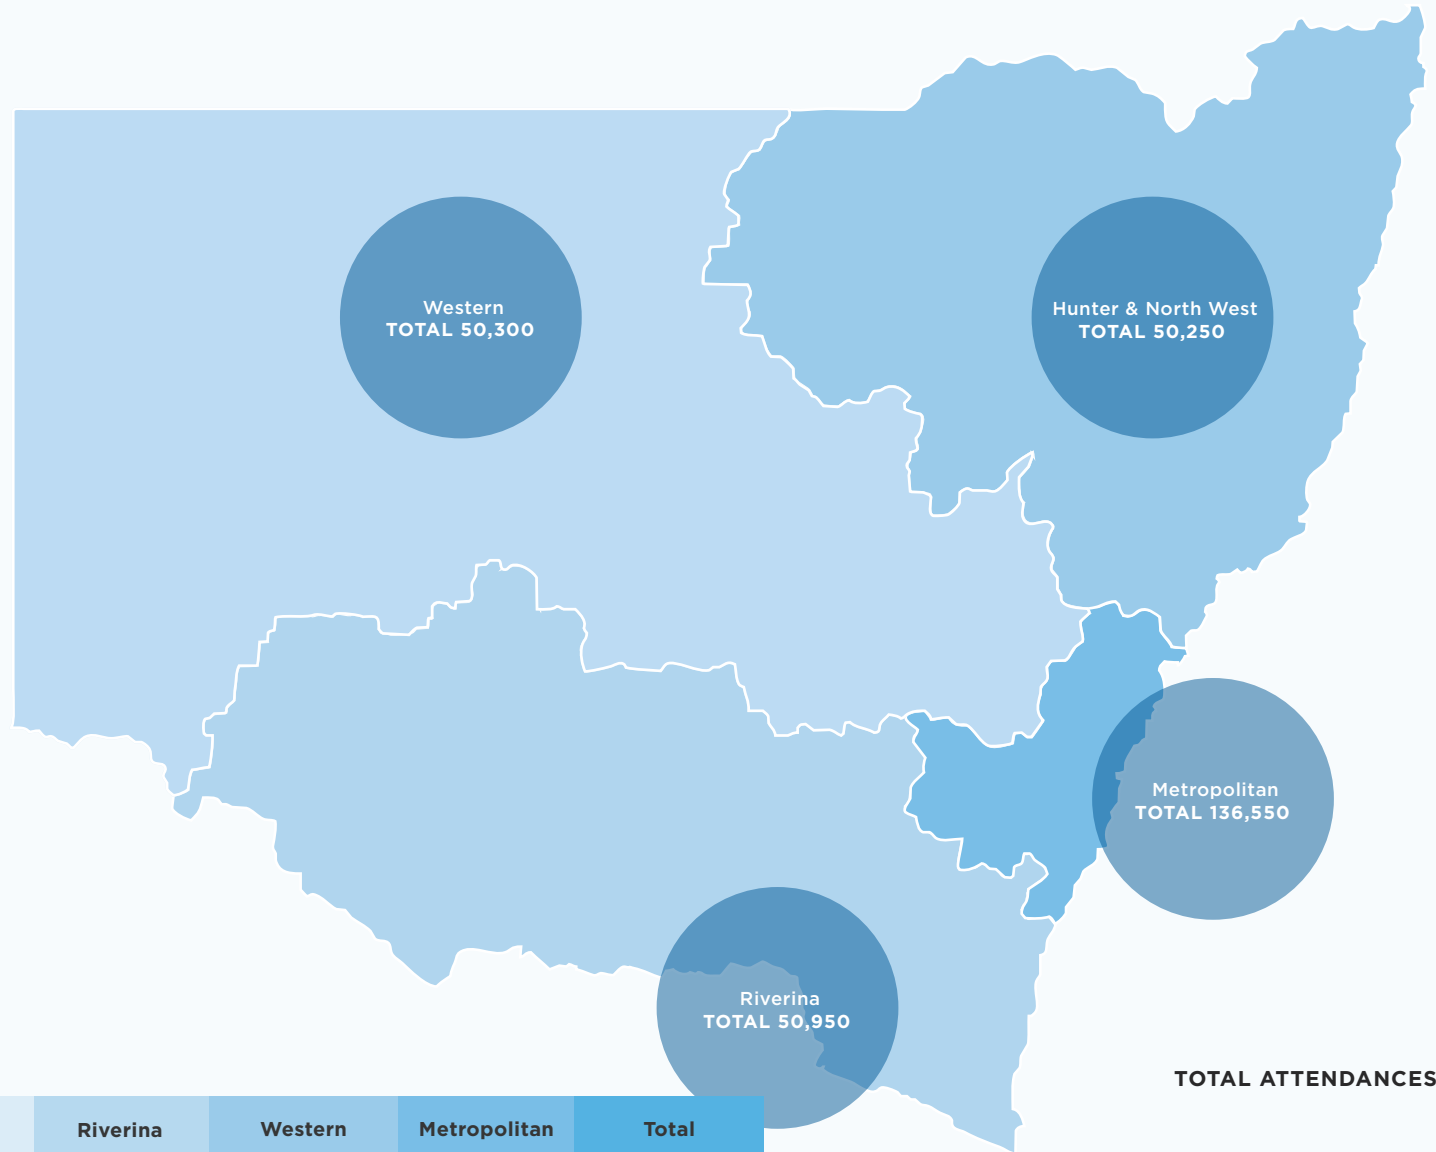 Western
TOTAL 50,300
Hunter & North West
TOTAL 50,250
Metropolitan
TOTAL 136,550
Riverina
TOTAL 50,950
TOTAL ATTENDANCES
Riverina Western Metropolitan Total